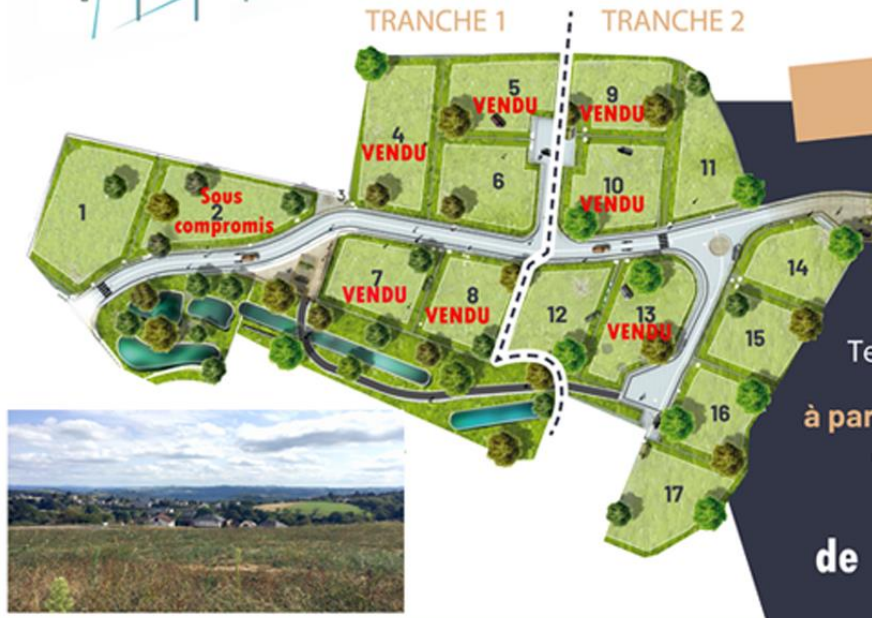 TRANCHE 1
TRANCHE 2
5
VENDU
9
VENDU
4
VENDU
11
6
10
VENDU
1
Sous
2
compromis
3
7
VENDU
8
VENDU
12
13
VENDU
14
15
16
17
Te
à par
de